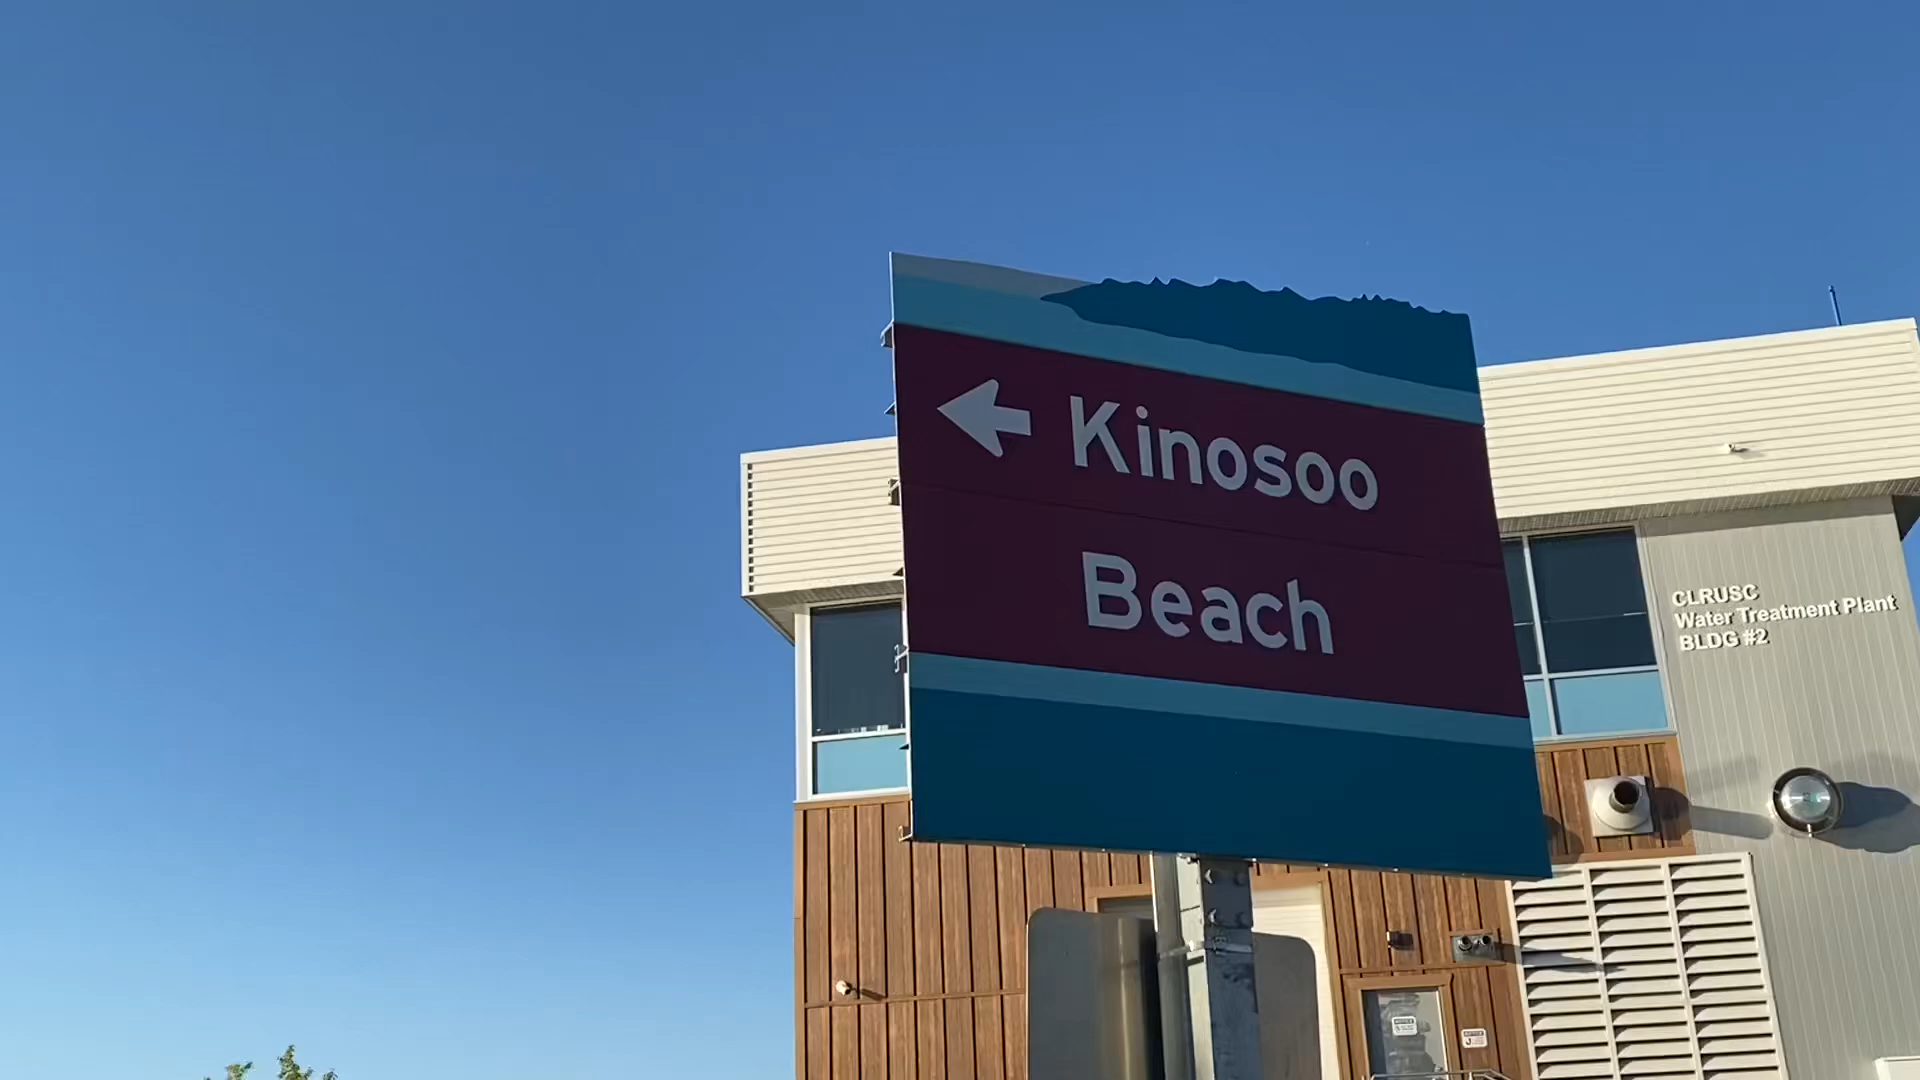 Kinosoo
Beach
CLRUSC
Water Treatment Plant
BLDG #2